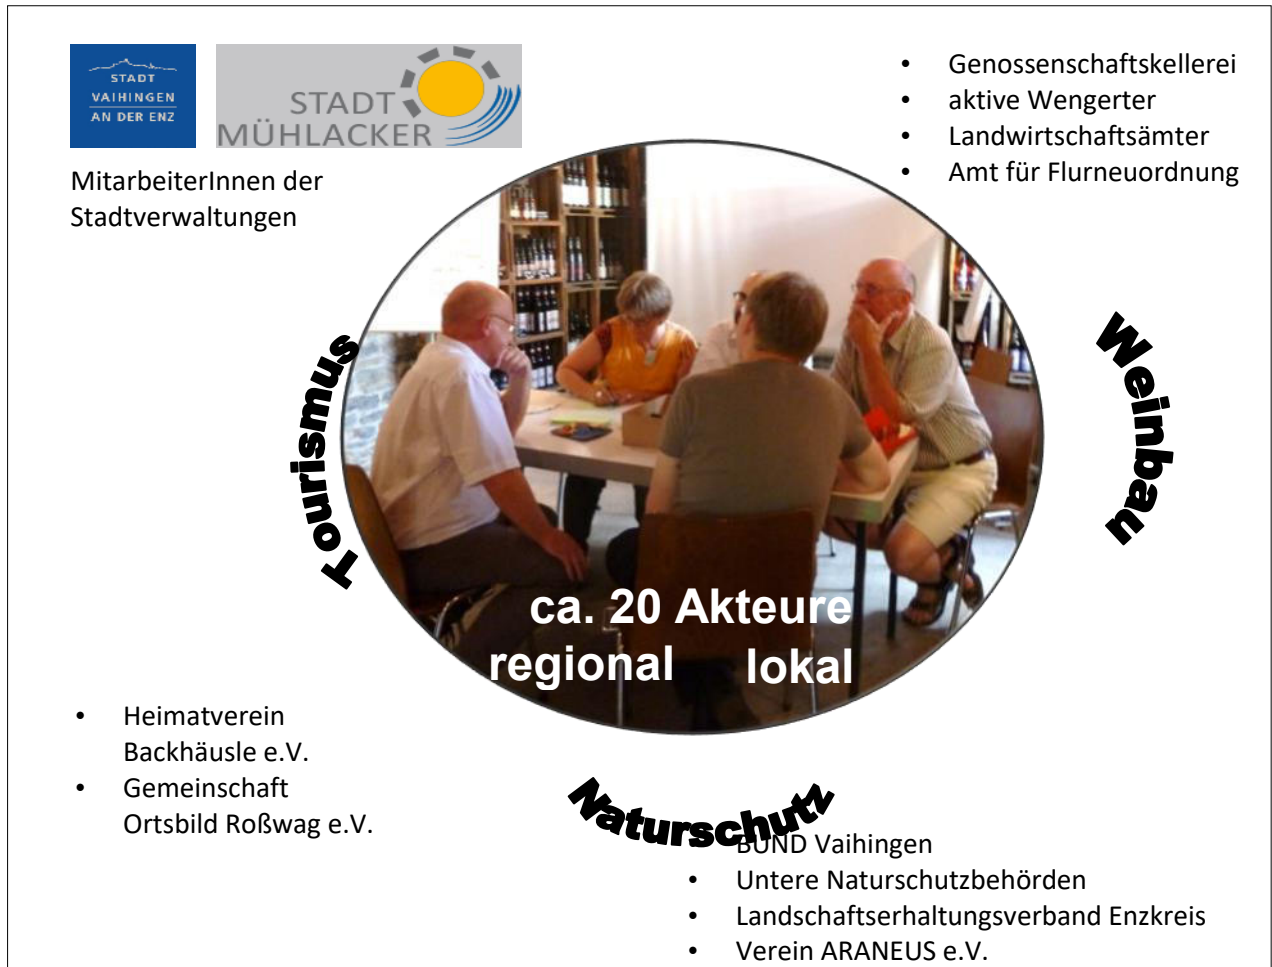 STADT
VAIHINGEN
AN DER ENZ
STADT
MÜHLACKER
MitarbeiterInnen der
Stadtverwaltungen
• Genossenschaftskellerei
• aktive Wengerter
• Landwirtschaftsämter
• Amt für Flurneuordnung
Tourismus
Weinbau
ca. 20 Akteure
regional lokal
• Heimatverein
Backhäusle e.V.
• Gemeinschaft
Ortsbild Roßwag e.V.
Naturschutz
BUND Vaihingen
• Untere Naturschutzbehörden
• Landschaftserhaltungsverband Enzkreis
• Verein ARANEUS e.V.